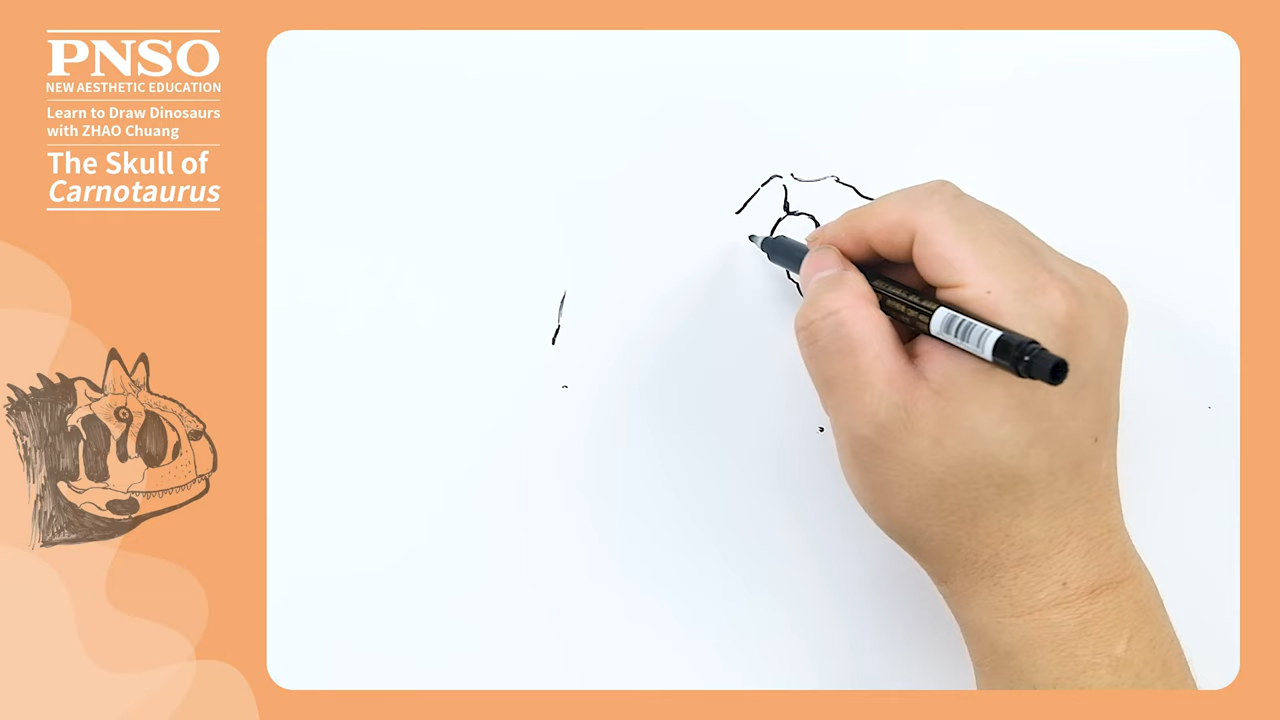 PNSO
NEW AESTHETIC EDUCATION
Learn to Draw Dinosaurs
with ZHAO Chuang
The Skull of
Carnotaurus